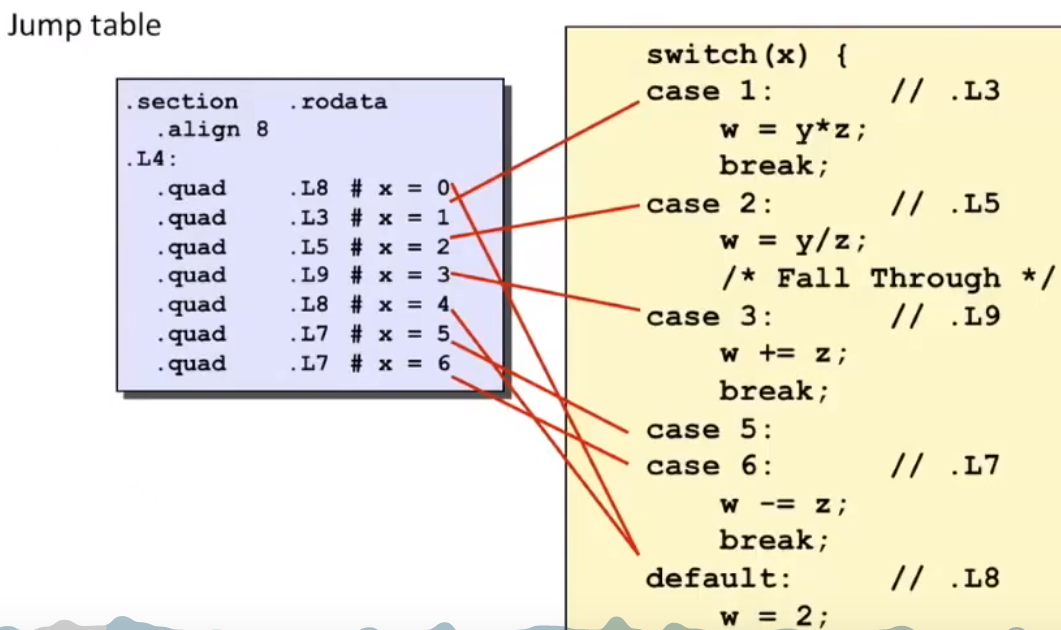 Jump table
.section .rodata
.align 8
.L4:
.quad .L8 # x = 0
.quad .L3 # x = 1
.quad .L5 # x = 2
.quad .L9 # x = 3
.quad .L8 # x = 4
.quad .L7 # x = 5
.quad .L7 # x = 6
switch(x) {
case 1: // .L3
w = y*z;
break;
case 2: // .L5
w = y/z;
/* Fall Through */
case 3: // .L9
w += z;
break;
case 5:
case 6: // .L7
w -= z;
break;
default: // .L8
w = 2;